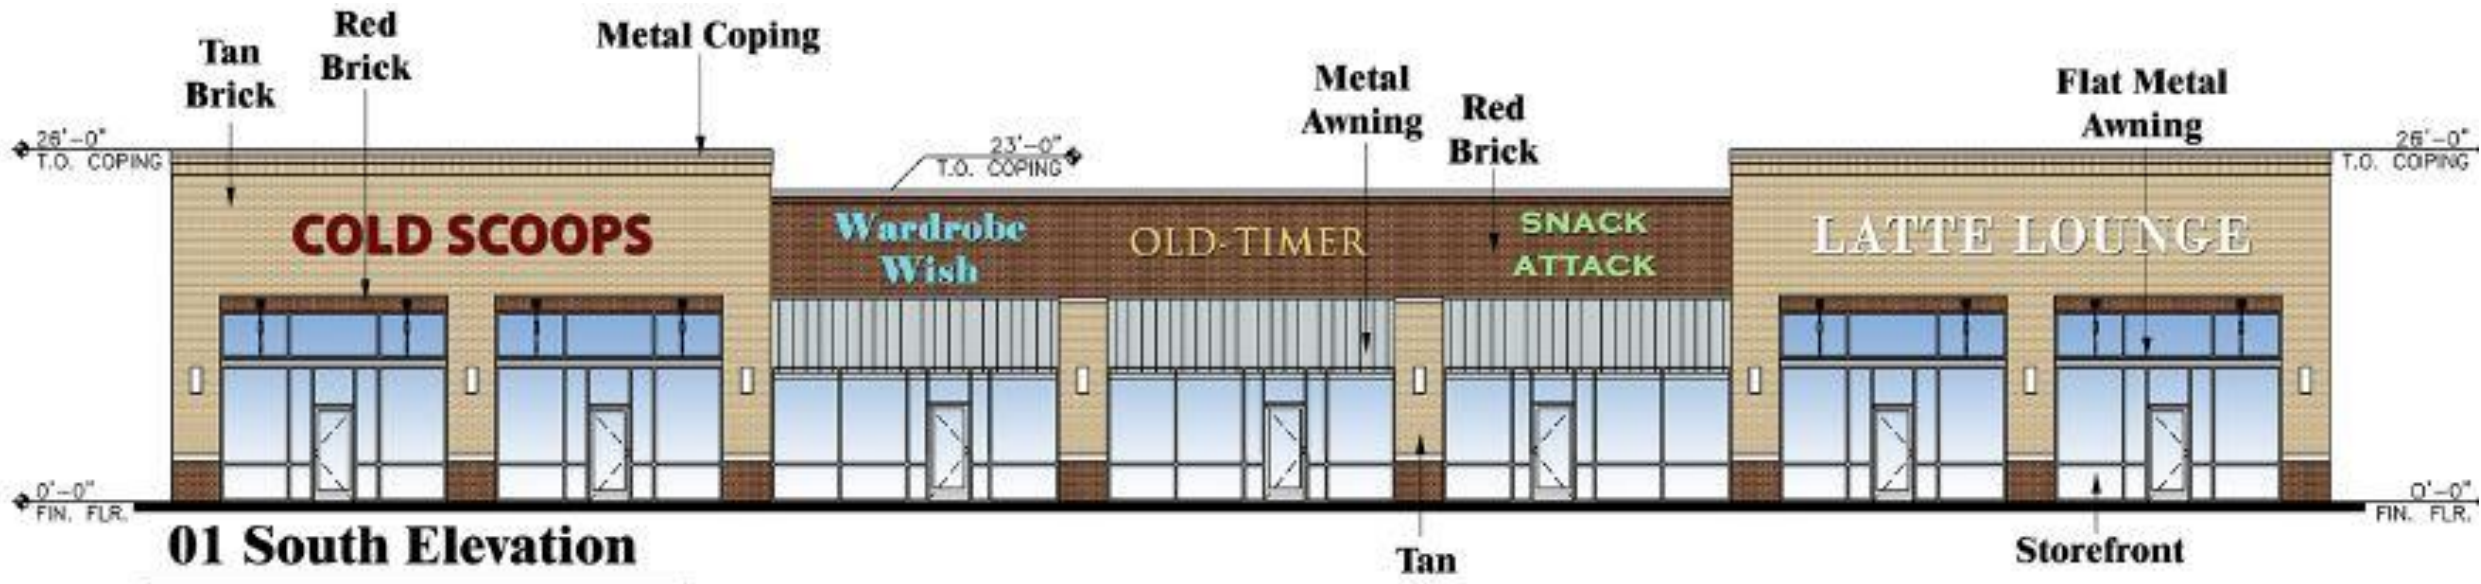 Tan
Brick
Red
Brick
Metal Coping
Metal
Awning
Red
Brick
Flat Metal
Awning
26'-0"
T.O. COPING
23'-0"
T.O. COPING
26'-0"
T.O. COPING
COLD SCOOPS
Wardrobe
Wish
OLD-TIMER
SNACK
ATTACK
LATTE LOUNGE
0'-0"
FIN. FLR.
0'-0"
FIN. FLR.
01 South Elevation
Tan
Storefront